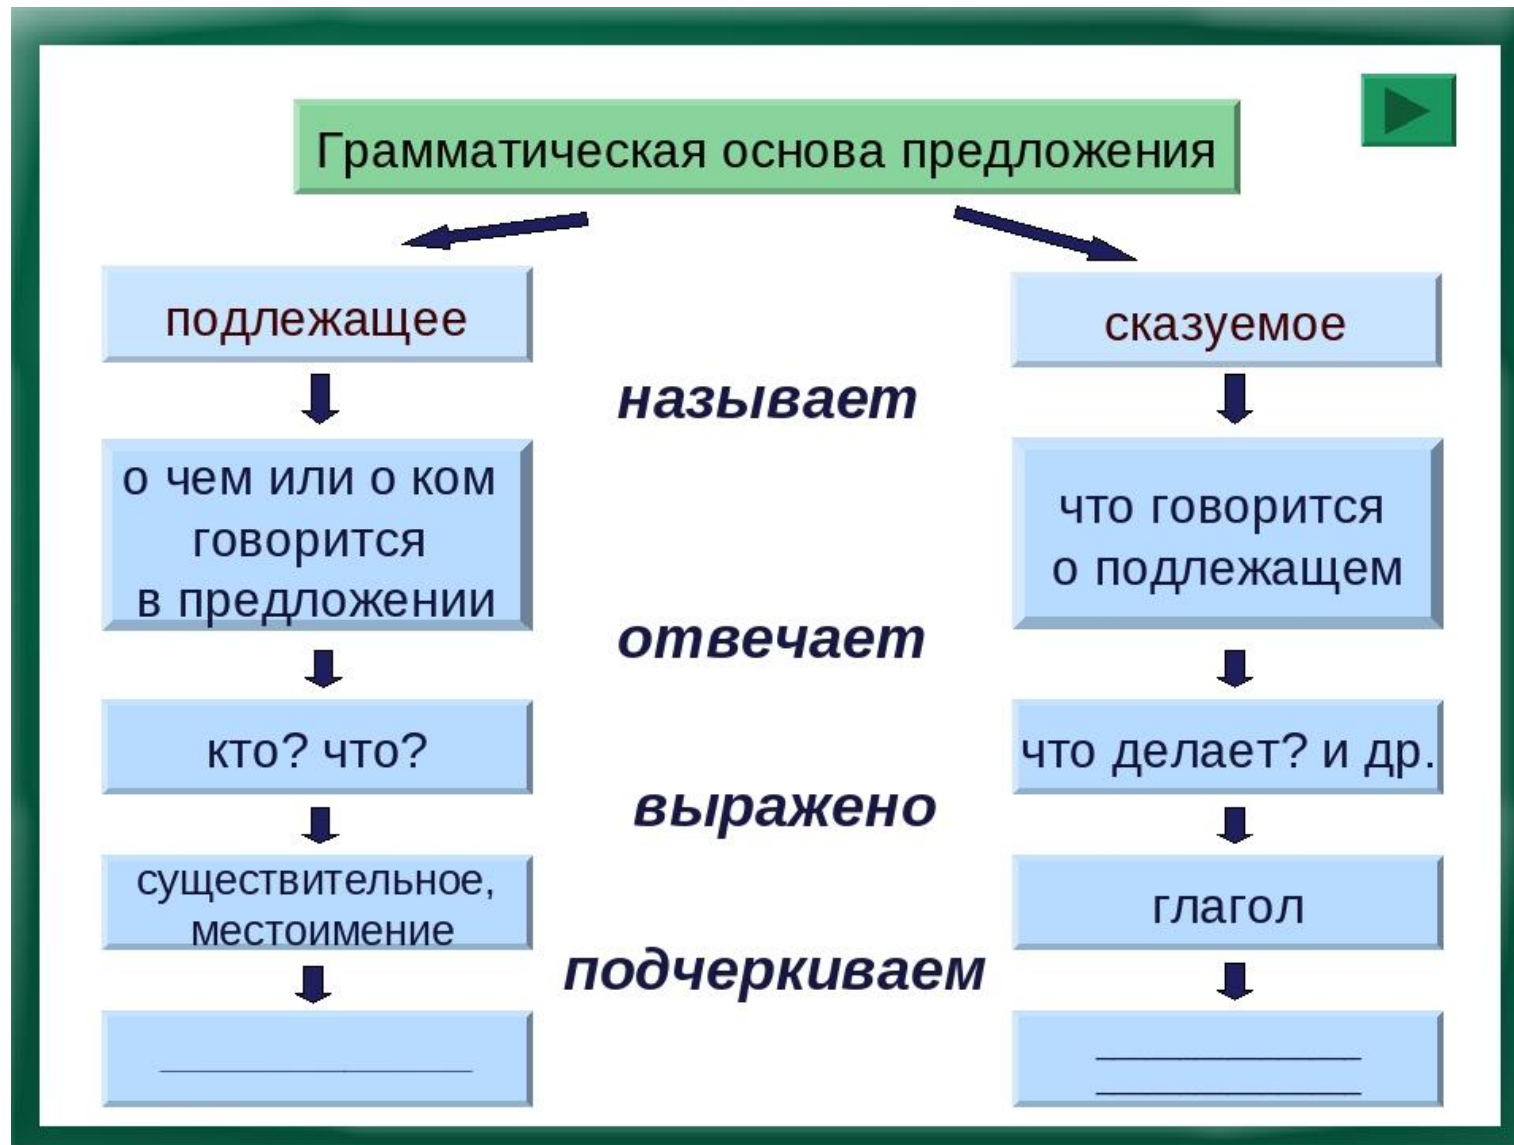 Грамматическая основа предложения
подлежащее
сказуемое
называет
о чем или о ком
говорится
в предложении
что говорится
о подлежащем
отвечает
кто? что?
что делает? и др.
выражено
существительное,
местоимение
глагол
подчеркиваем